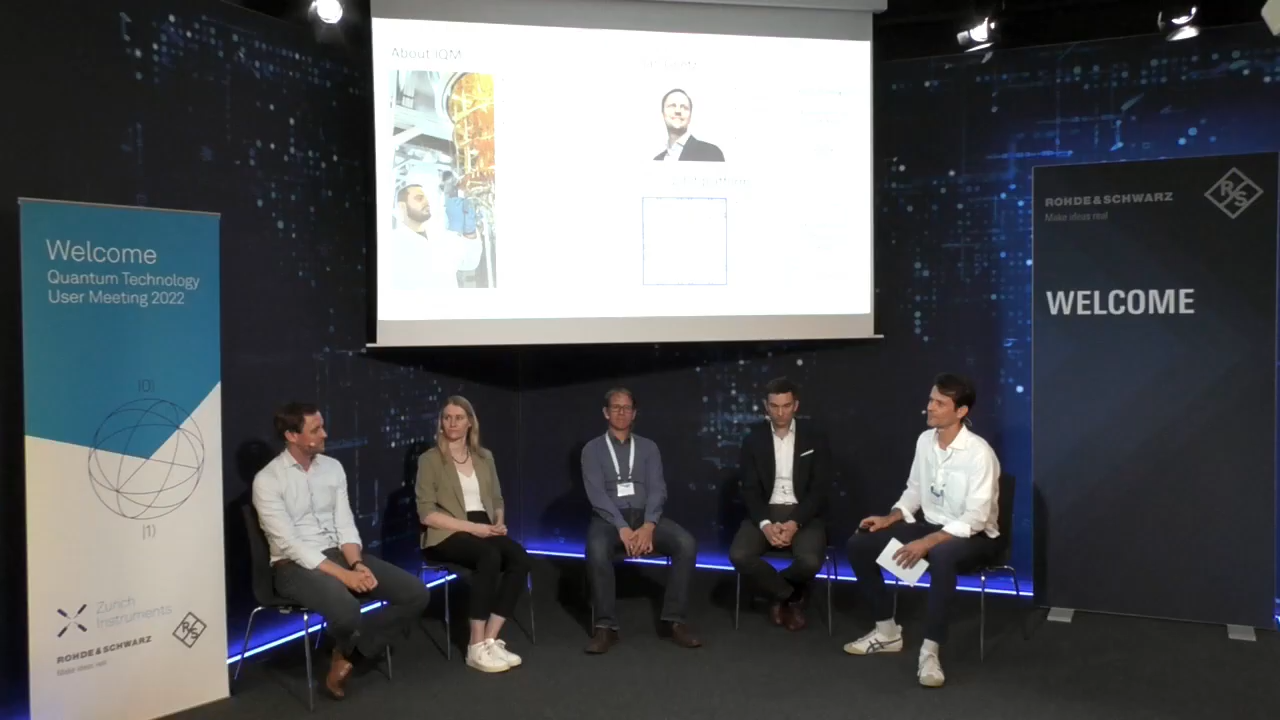 About IQM
Welcome
Quantum Technology
User Meeting 2022
|0⟩
|1⟩
Zurich
Instruments
ROHDE & SCHWARZ
Make ideas real
R/S
ROHDE & SCHWARZ
Make ideas real
R/S
WELCOME